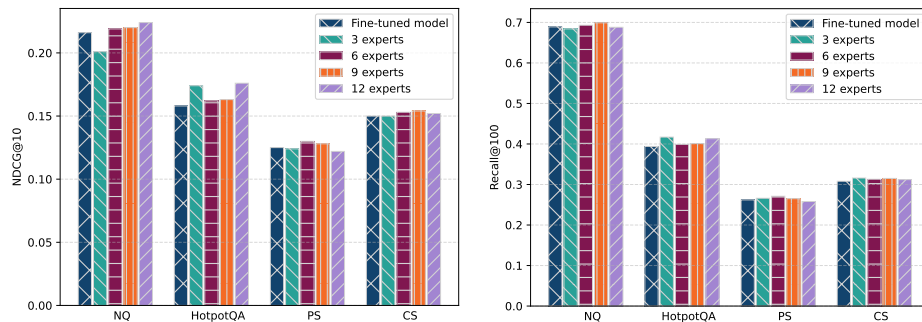 NDCG@10
0.20
0.15
0.10
0.05
0.00
NQ
HotpotQA
PS
CS
Fine-tuned model
3 experts
6 experts
9 experts
12 experts
Recall@100
0.7
0.6
0.5
0.4
0.3
0.2
0.1
0.0
NQ
HotpotQA
PS
CS
Fine-tuned model
3 experts
6 experts
9 experts
12 experts